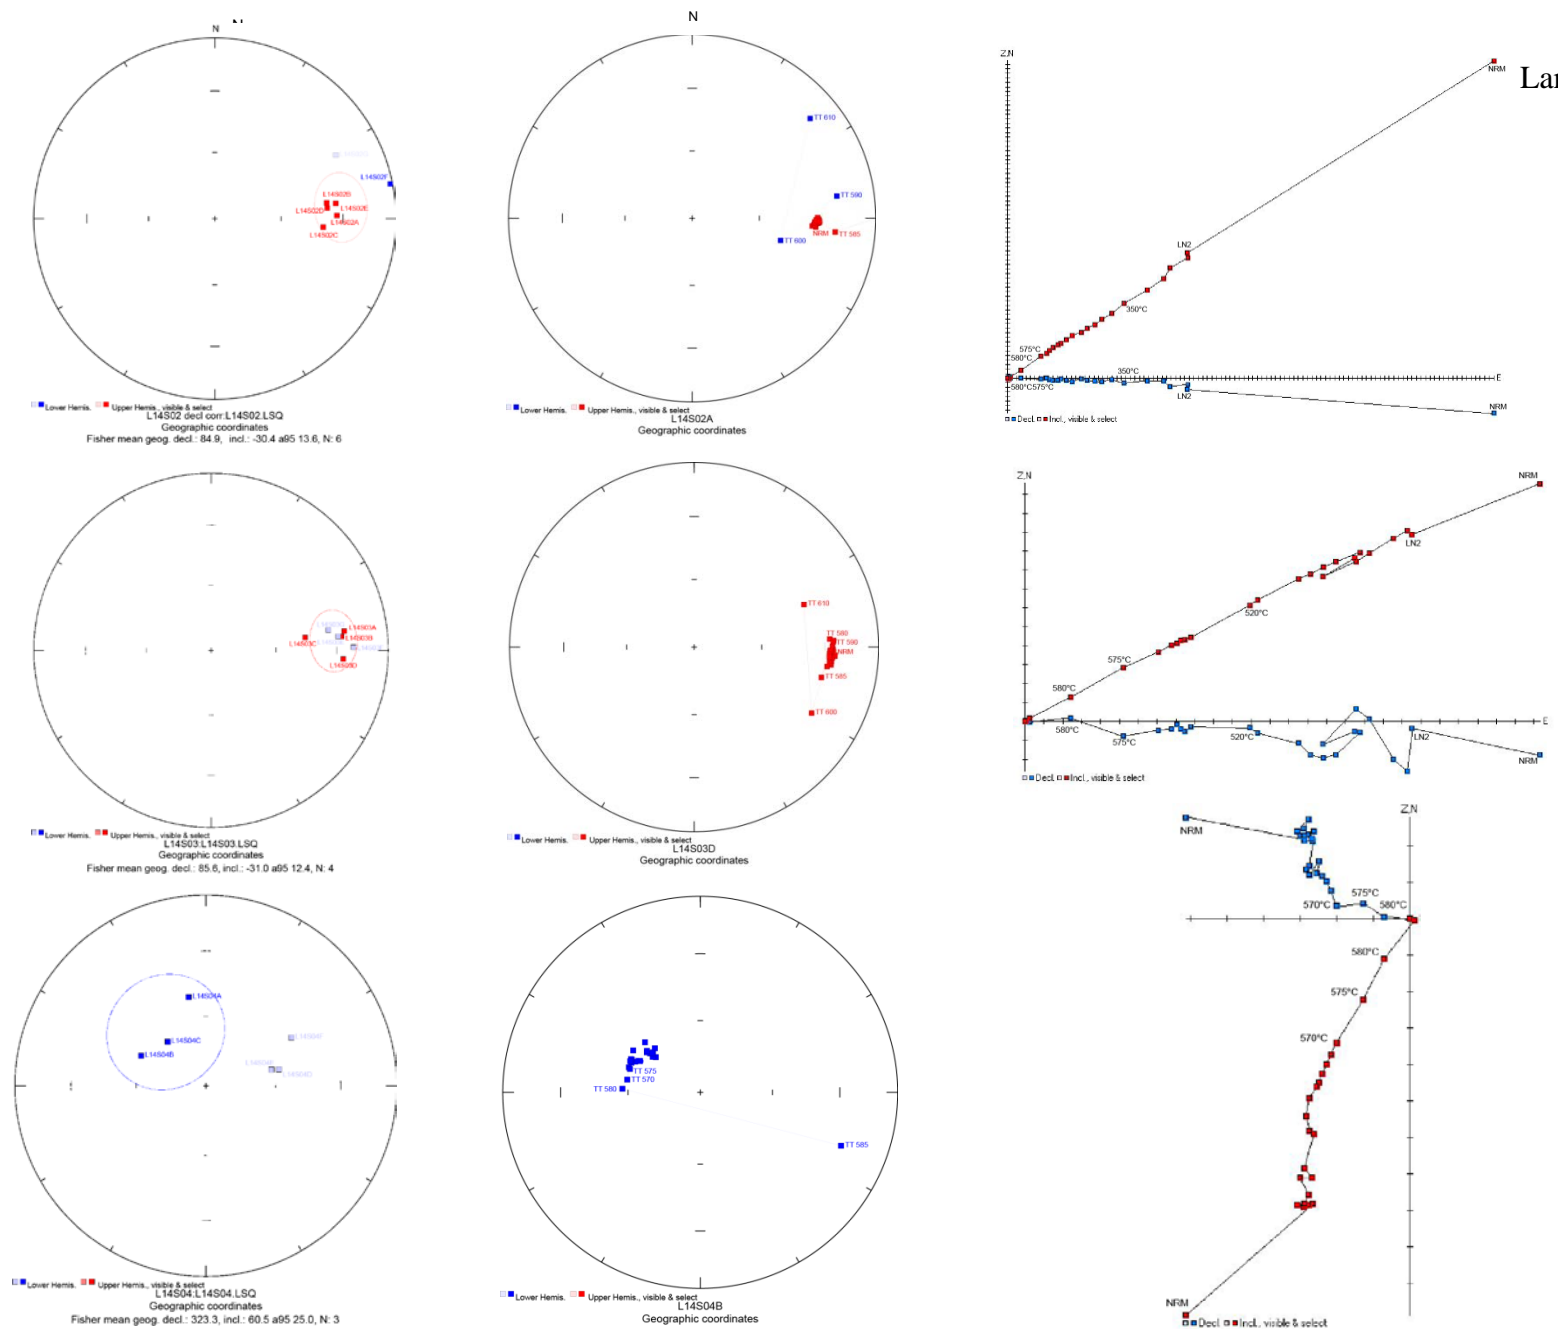 N
N
Lar
N
TT 610
L14S02F
L14S02B
L14S02D
L14S02E
L14S02A
L14S02C
TT 590
NRM
TT 585
TT 600
Lower Hemis. Upper Hemis., visible & select
L14S02 decl corr:L14S02.LSQ
Geographic coordinates
Fisher mean geog. decl.: 84.9, incl.: -30.4 a95 13.6, N: 6
Lower Hemis. Upper Hemis., visible & select
L14S02A
Geographic coordinates
Z,N
NRM
LN2
350°C
575°C
580°C
350°C
E
580°C575°C
LN2
NRM
Decl. Incl., visible & select
L14S03A
L14S03B
L14S03C
L14S03D
Lower Hemis. Upper Hemis., visible & select
L14S03:L14S03.LSQ
Geographic coordinates
Fisher mean geog. decl.: 85.6, incl.: -31.0 a95 12.4, N: 4
TT 610
TT 580
TT 590
NRM
TT 585
TT 600
Lower Hemis. Upper Hemis., visible & select
L14S03D
Geographic coordinates
Z,N
NRM
LN2
520°C
575°C
580°C
E
580°C
575°C
520°C
LN2
NRM
Decl. Incl., visible & select
L14S04A
L14S04C
L14S04B
L14S04F
L14S04D
Lower Hemis. Upper Hemis., visible & select
L14S04:L14S04.LSQ
Geographic coordinates
Fisher mean geog. decl.: 323.3, incl.: 60.5 a95 25.0, N: 3
TT 575
TT 570
TT 580
TT 585
Lower Hemis. Upper Hemis., visible & select
L14S04B
Geographic coordinates
Z,N
NRM
575°C
570°C
580°C
580°C
575°C
570°C
NRM
Decl. Incl., visible & select